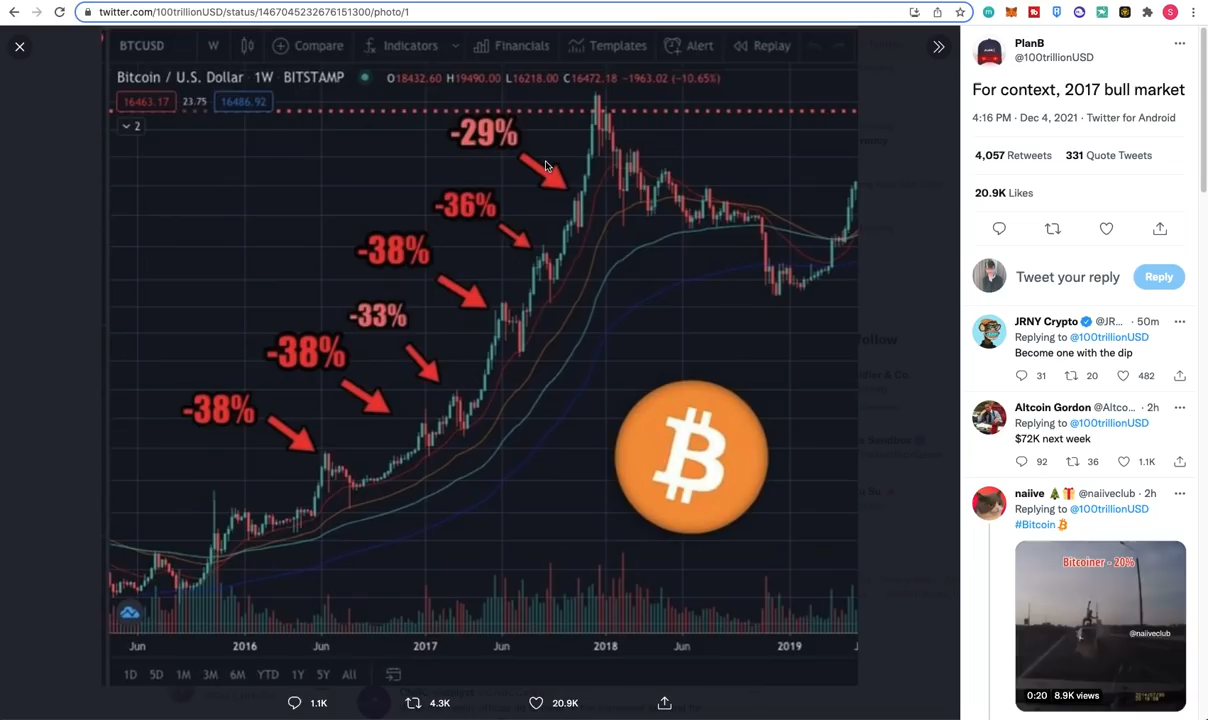 twitter.com/100trillionUSD/status/1467045232676151300/photo/1
S
BTCUSD W Compare Indicators Financials Templates Alert Replay
Bitcoin / U.S. Dollar 1W BITSTAMP O18432.60 H19490.00 L16218.00 C16472.18 -1963.02 (-10.65%)
16463.17 23.75 16486.92
2
-29%
-36%
-38%
-33%
-38%
-38%
Jun 2016 Jun 2017 Jun 2018 Jun 2019
1D 5D 1M 3M 6M YTD 1Y 5Y All
1.1K 4.3K 20.9K
PlanB
@100trillionUSD
For context, 2017 bull market
4:16 PM · Dec 4, 2021 · Twitter for Android
4,057 Retweets 331 Quote Tweets
20.9K Likes
Tweet your reply Reply
JRNY Crypto @JR... · 50m
Replying to @100trillionUSD
Become one with the dip
31 20 482
Altcoin Gordon @Altco... · 2h
Replying to @100trillionUSD
$72K next week
92 36 1.1K
naiive 🎄🎁 @naiiveclub · 2h
Replying to @100trillionUSD
#Bitcoin
Bitcoiner - 20%
@naiiveclub
0:20 8.9K views